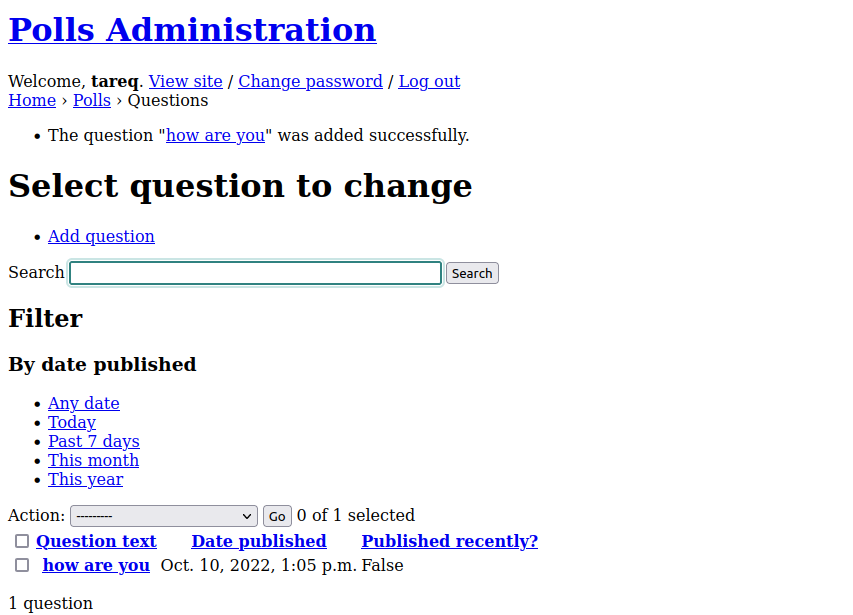 Polls Administration
Welcome, tareq. View site / Change password / Log out
Home › Polls › Questions
• The question "how are you" was added successfully.
Select question to change
• Add question
Search Search
Filter
By date published
• Any date
• Today
• Past 7 days
• This month
• This year
Action: --------- Go 0 of 1 selected
Question text Date published Published recently?
how are you Oct. 10, 2022, 1:05 p.m. False
1 question